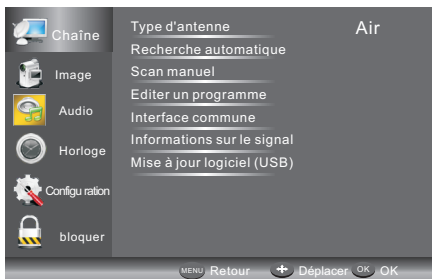 Chaîne
Image
Audio
Horloge
Configu ration
bloquer
Type d'antenne Air
Recherche automatique
Scan manuel
Editer un programme
Interface commune
Informations sur le signal
Mise à jour logiciel (USB)
MENU Retour Déplacer OK OK